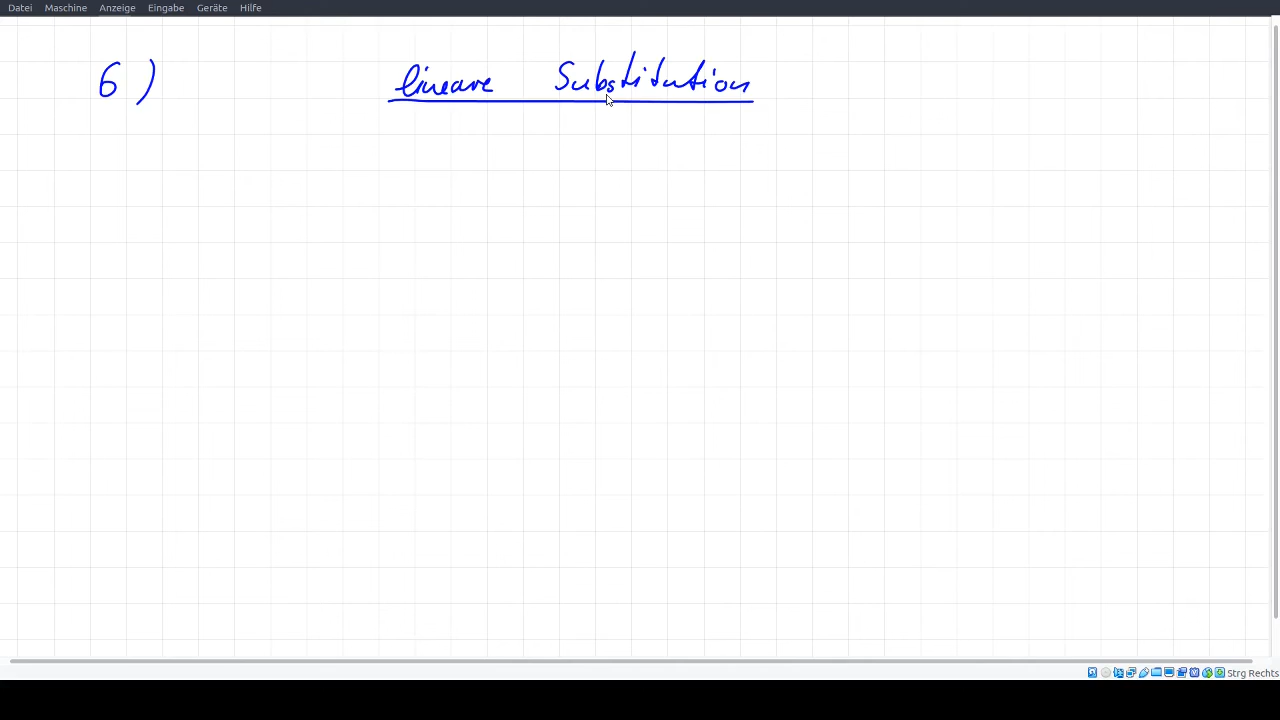 Datei Maschine Anzeige Eingabe Geräte Hilfe
6) lineare Substitution
Strg Rechts